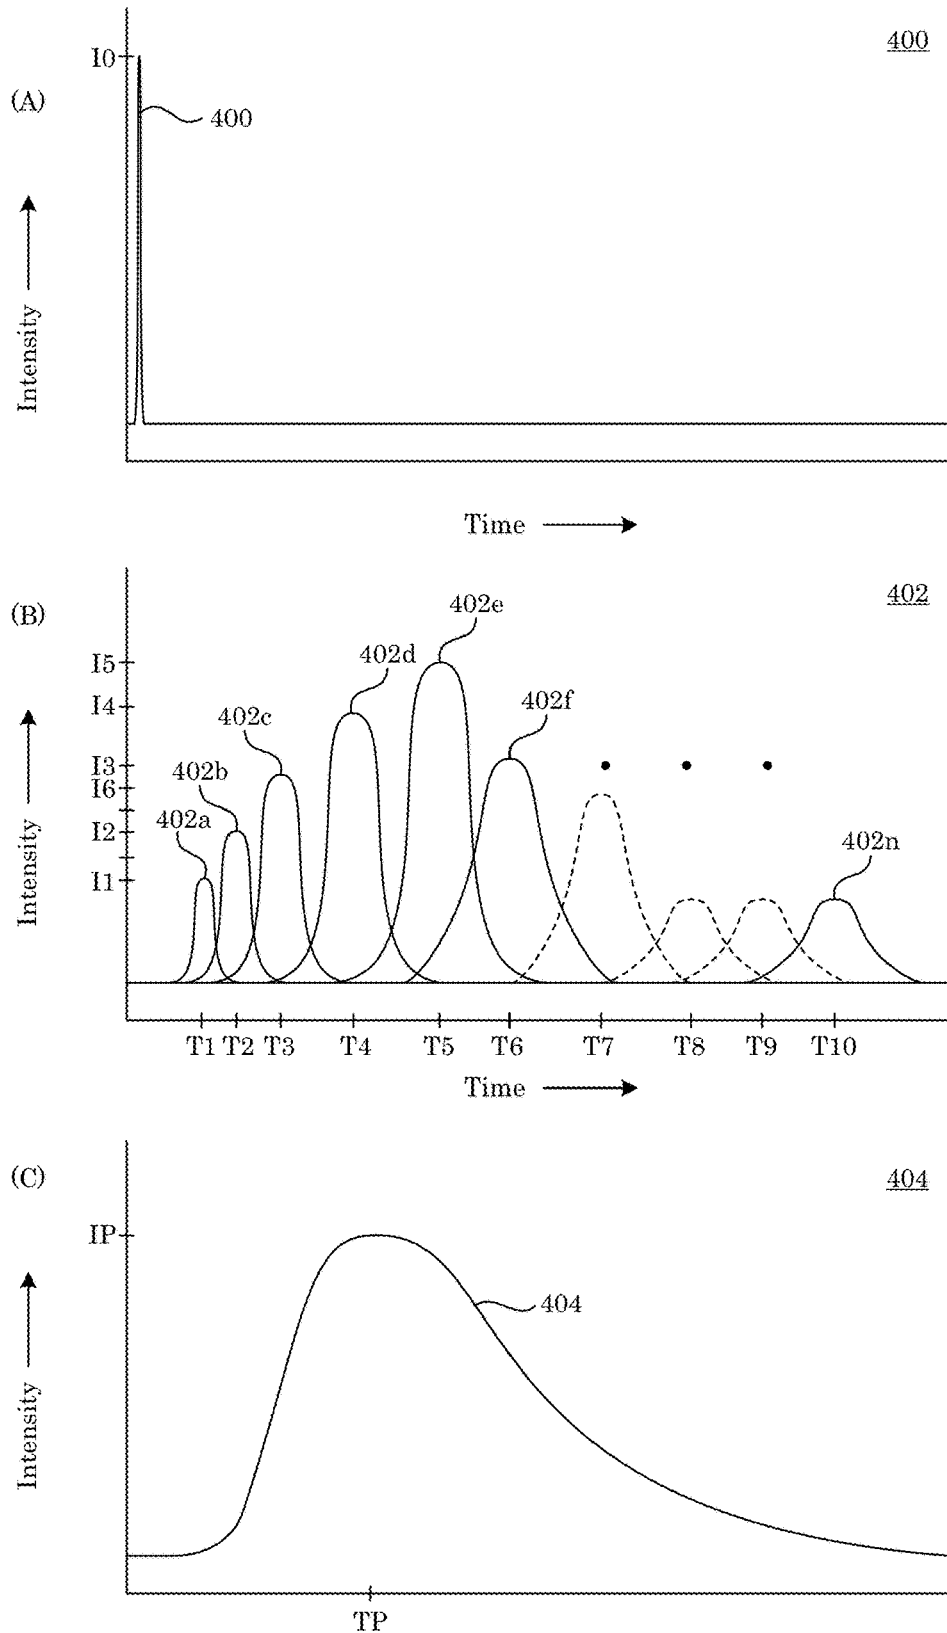 400
I0
(A)
400
Intensity
Time
(B)
402
402e
I5
402d
I4
402f
402c
I3
402b
I6
402a
I2
402n
I1
Intensity
T1 T2 T3 T4 T5 T6 T7 T8 T9 T10
Time
(C)
404
IP
404
Intensity
TP